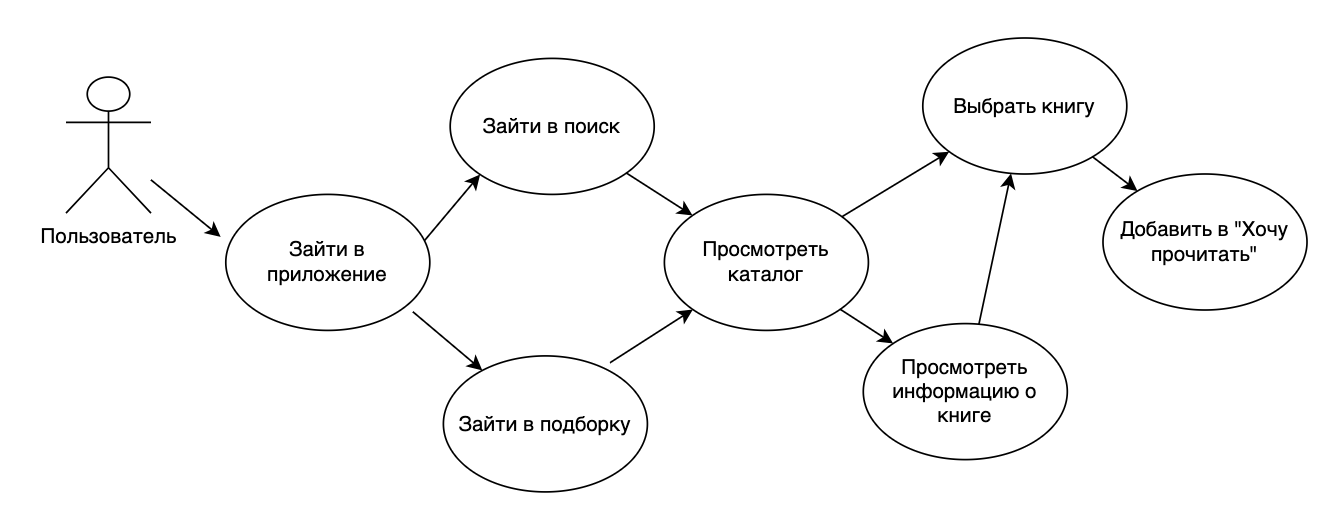 Пользователь
Зайти в
приложение
Зайти в поиск
Зайти в подборку
Просмотреть
каталог
Выбрать книгу
Просмотреть
информацию о
книге
Добавить в "Хочу
прочитать"